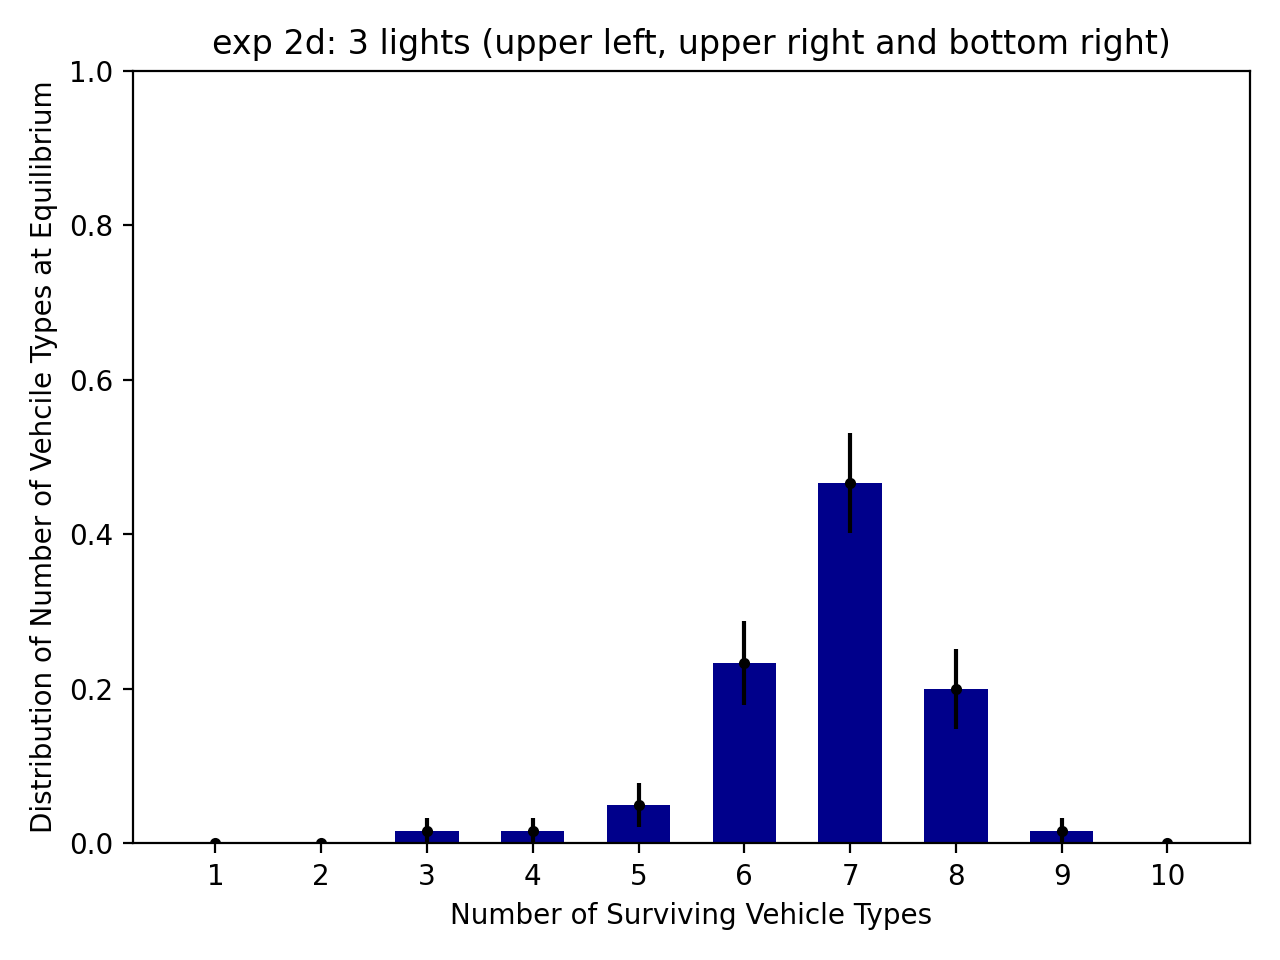 exp 2d: 3 lights (upper left, upper right and bottom right)
Distribution of Number of Vehcile Types at Equilibrium
1.0
0.8
0.6
0.4
0.2
0.0
1 2 3 4 5 6 7 8 9 10
Number of Surviving Vehicle Types